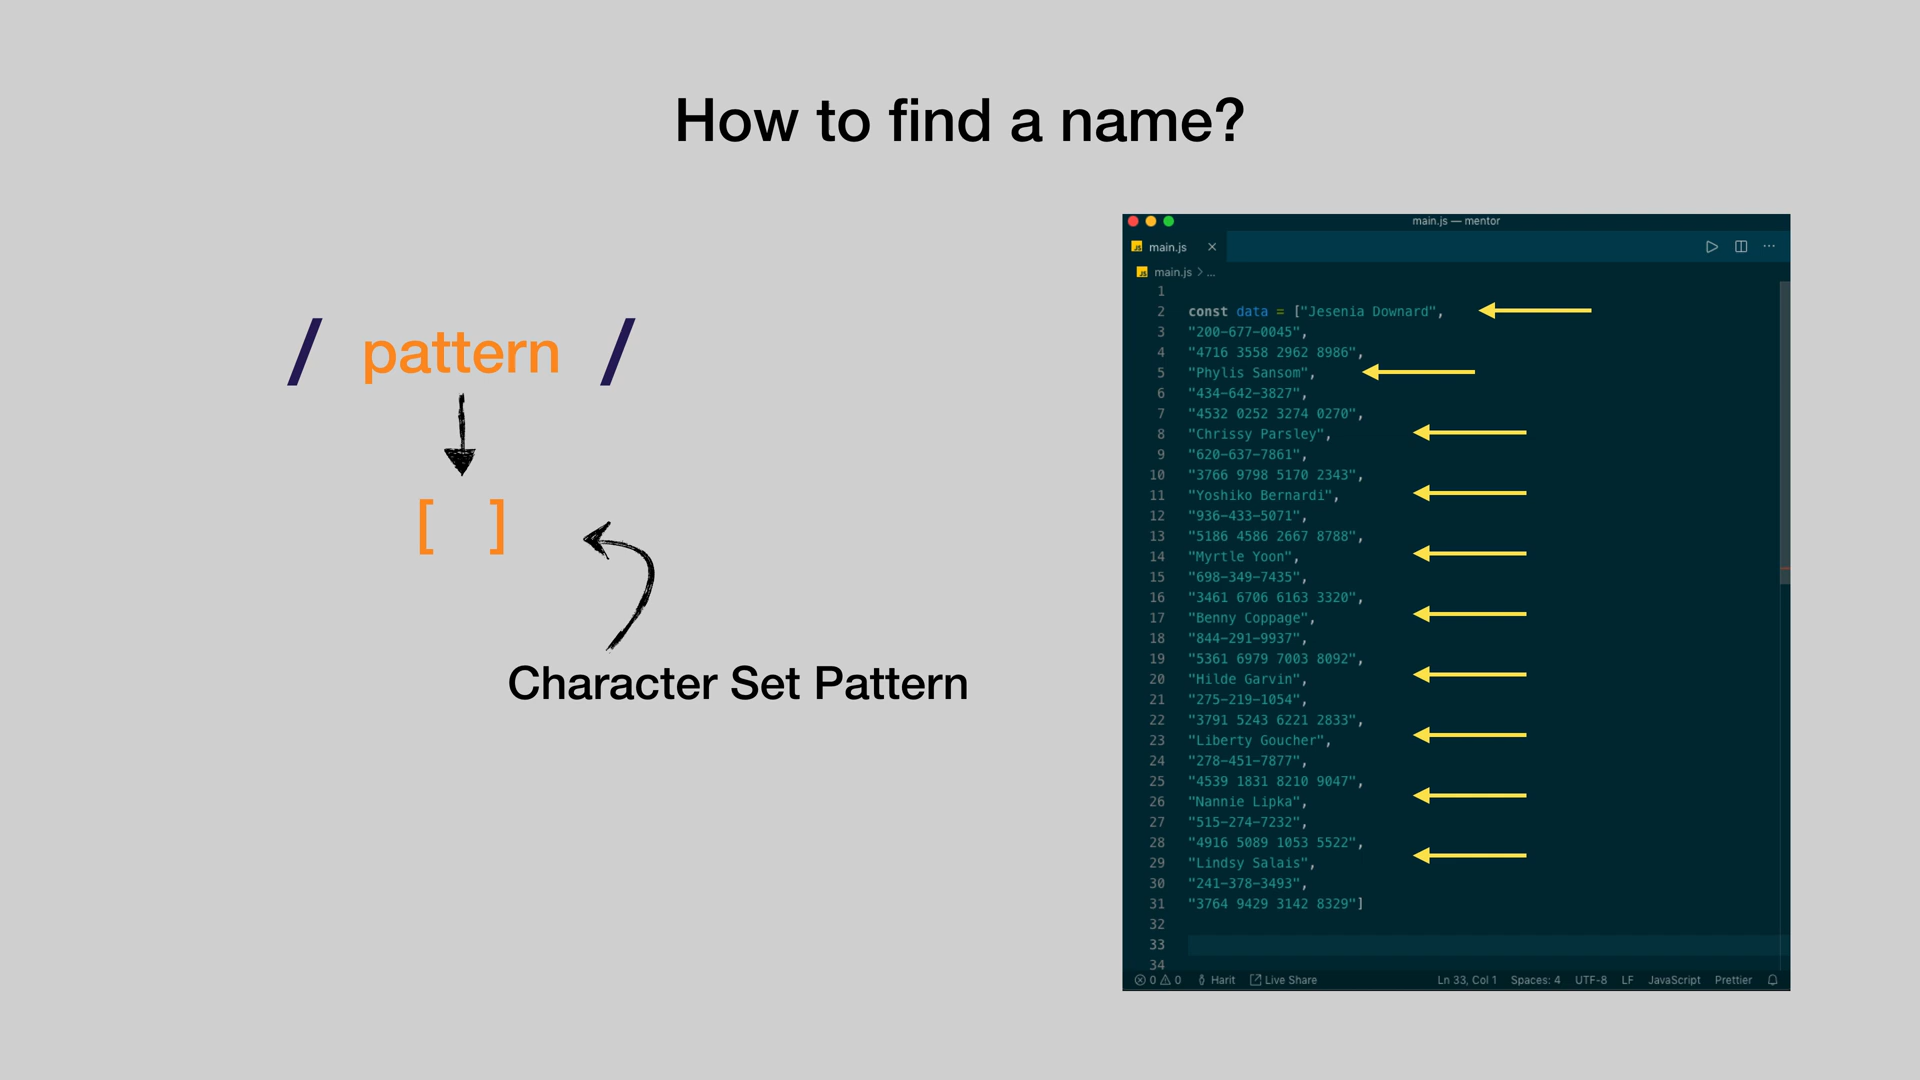 How to find a name?
/ pattern /
[ ]
Character Set Pattern
main.js — mentor
JS main.js ×
JS main.js > ...
1
2 const data = ["Jesenia Downard",
3 "200-677-0045",
4 "4716 3558 2962 8986",
5 "Phylis Sansom",
6 "434-642-3827",
7 "4532 0252 3274 0270",
8 "Chrissy Parsley",
9 "620-637-7861",
10 "3766 9798 5170 2343",
11 "Yoshiko Bernardi",
12 "936-433-5071",
13 "5186 4586 2667 8788",
14 "Myrtle Yoon",
15 "698-349-7435",
16 "3461 6706 6163 3320",
17 "Benny Coppage",
18 "844-291-9937",
19 "5361 6979 7003 8092",
20 "Hilde Garvin",
21 "275-219-1054",
22 "3791 5243 6221 2833",
23 "Liberty Goucher",
24 "278-451-7877",
25 "4539 1831 8210 9047",
26 "Nannie Lipka",
27 "515-274-7232",
28 "4916 5089 1053 5522",
29 "Lindsy Salais",
30 "241-378-3493",
31 "3764 9429 3142 8329"]
32
33
34
0 0 Harit Live Share Ln 33, Col 1 Spaces: 4 UTF-8 LF JavaScript Prettier